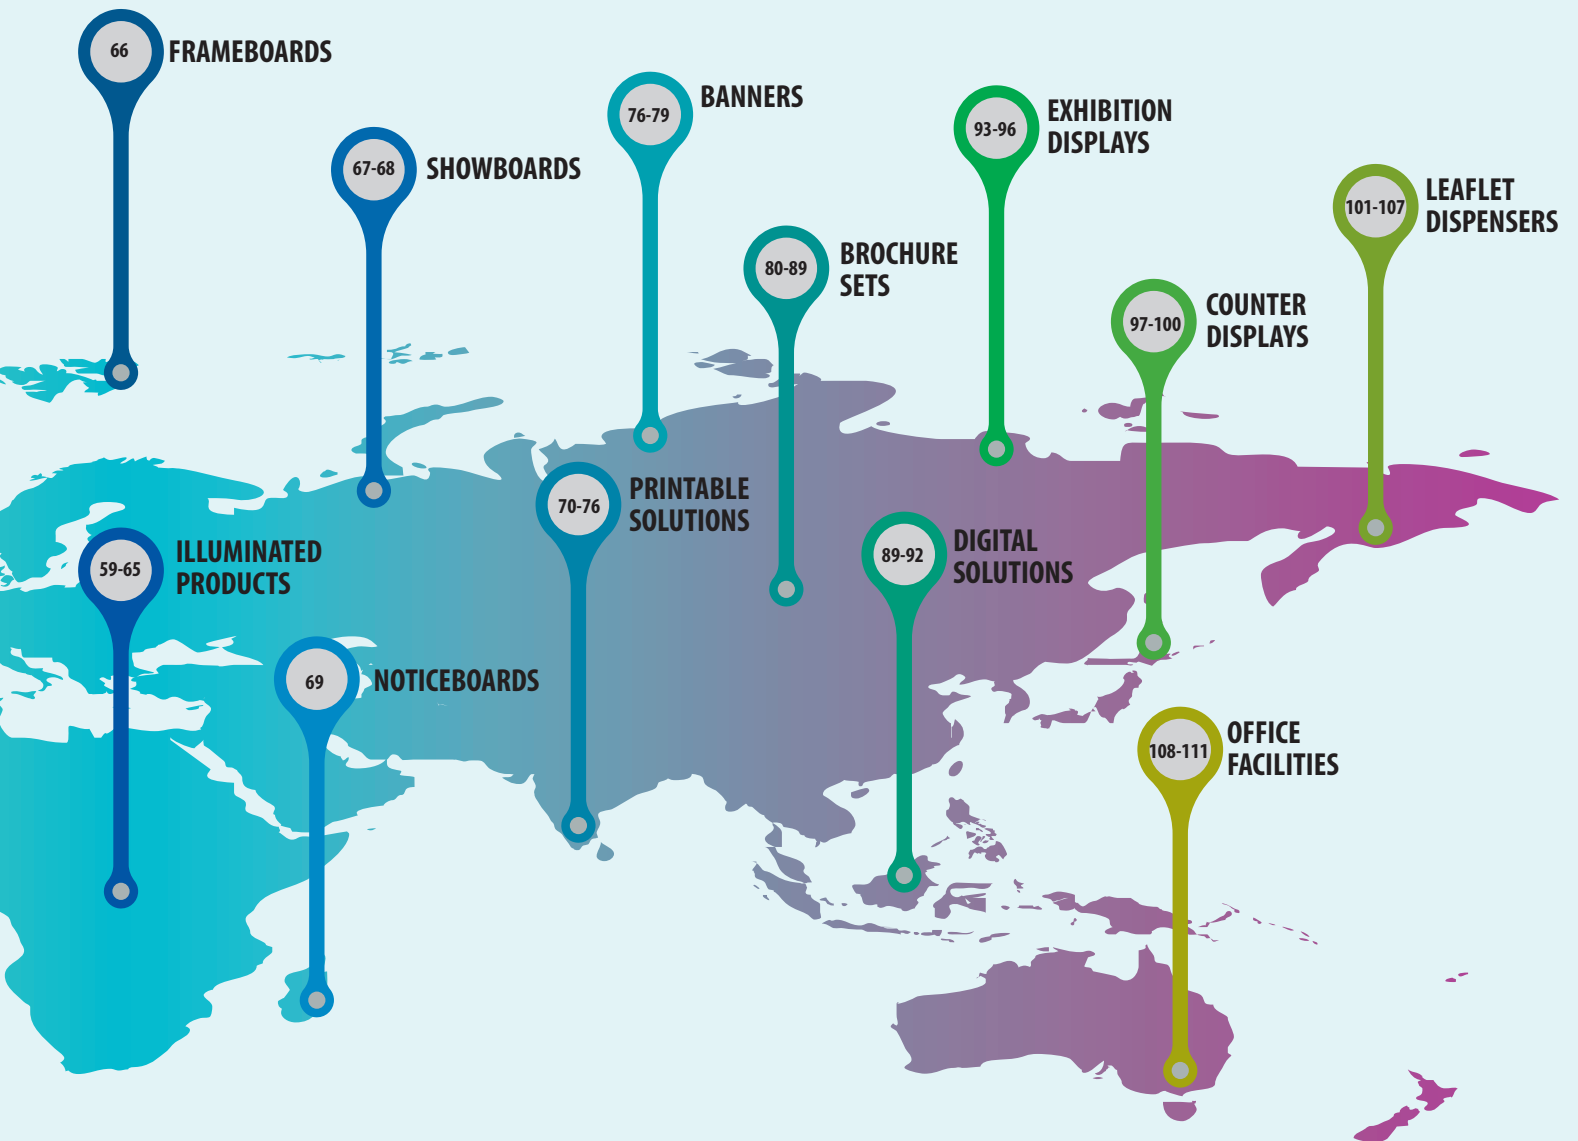 66
FRAMEBOARDS
67-68
SHOWBOARDS
76-79
BANNERS
93-96
EXHIBITION
DISPLAYS
101-107
LEAFLET
DISPENSERS
80-89
BROCHURE
SETS
97-100
COUNTER
DISPLAYS
59-65
ILLUMINATED
PRODUCTS
70-76
PRINTABLE
SOLUTIONS
89-92
DIGITAL
SOLUTIONS
69
NOTICEBOARDS
108-111
OFFICE
FACILITIES